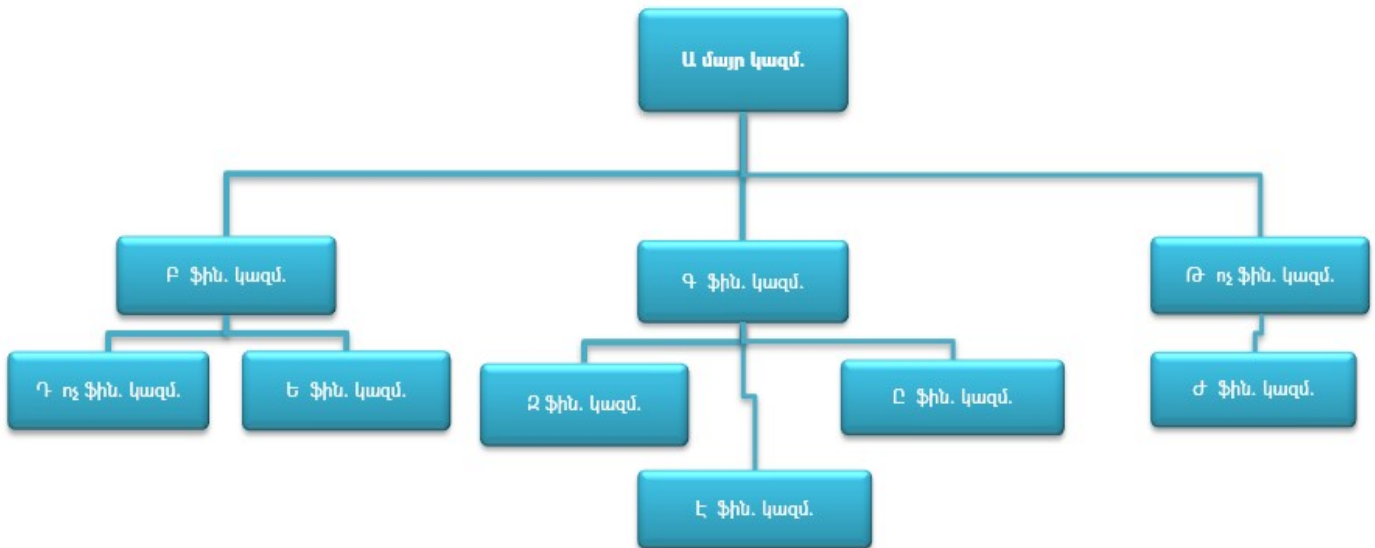 Ա մայր կազմ.
Բ ֆին. կազմ.
Գ ֆին. կազմ.
Թ ոչ ֆին. կազմ.
Դ ոչ ֆին. կազմ.
Ե ֆին. կազմ.
Զ ֆին. կազմ.
Ը ֆին. կազմ.
Ժ ֆին. կազմ.
Է ֆին. կազմ.